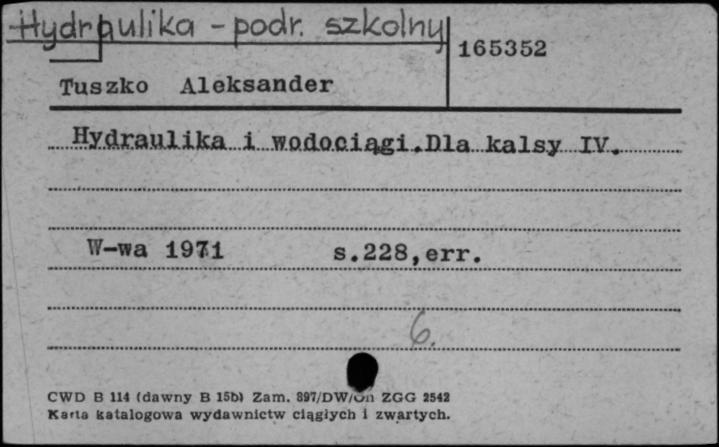 Hydraulika - podr. szkolny
165352
Tuszko Aleksander
Hydraulika i wodociągi.Dla kalsy IV.
W-wa 1971 s.228,err.
6.
CWD B 114 (dawny B 15b) Zam. 897/DW/On ZGG 2542
Karta katalogowa wydawnictw ciągłych i zwartych.